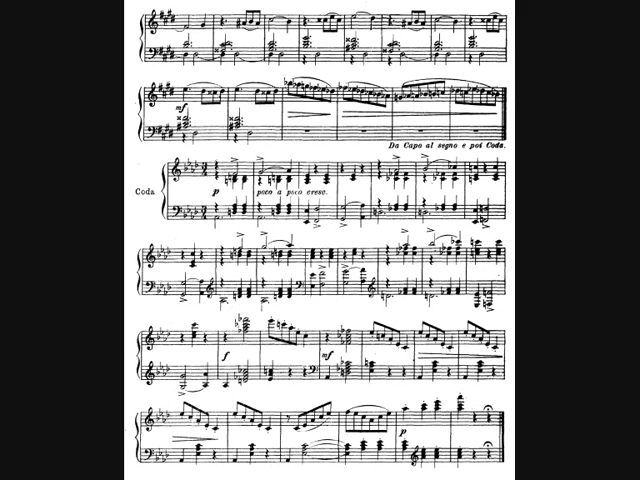 mf
Da Capo al segno e poi Coda.
Coda
p
poco a poco cresc.
f
mf
p